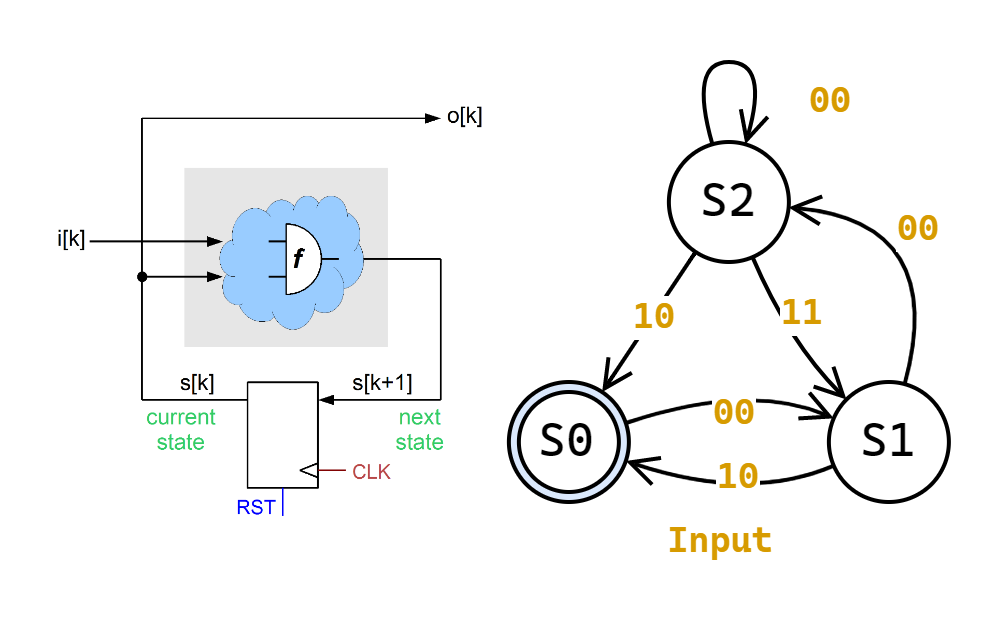 o[k]
i[k]
f
s[k]
s[k+1]
current
state
next
state
CLK
RST
00
S2
00
10
11
S0
00
S1
10
Input